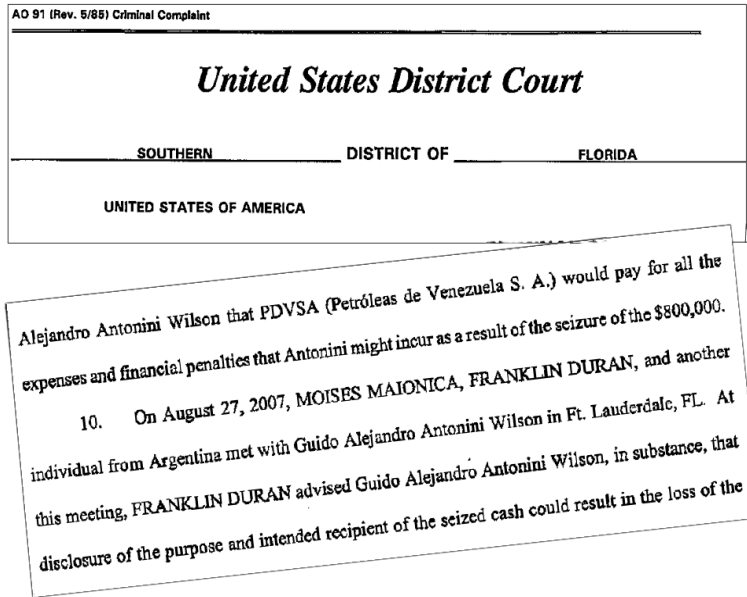 AO 91 (Rev. 5/85) Criminal Complaint
United States District Court
SOUTHERN DISTRICT OF FLORIDA
UNITED STATES OF AMERICA
Alejandro Antonini Wilson that PDVSA (Petróleas de Venezuela S. A.) would pay for all the
expenses and financial penalties that Antonini might incur as a result of the seizure of the $800,000.
10. On August 27, 2007, MOISES MAIONICA, FRANKLIN DURAN, and another
individual from Argentina met with Guido Alejandro Antonini Wilson in Ft. Lauderdale, FL. At
this meeting, FRANKLIN DURAN advised Guido Alejandro Antonini Wilson, in substance, that
disclosure of the purpose and intended recipient of the seized cash could result in the loss of the